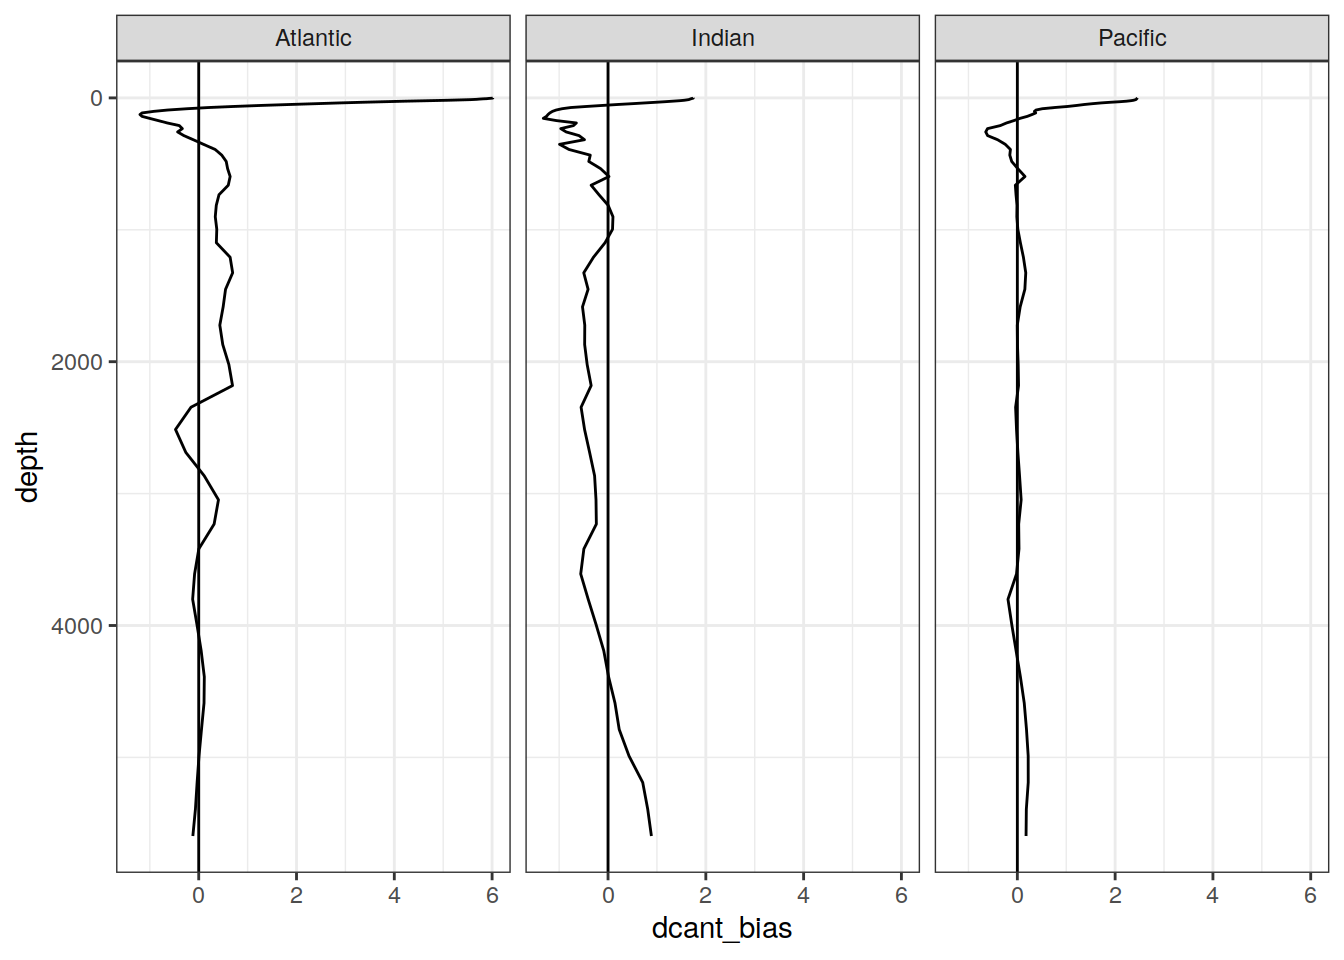 Atlantic Indian Pacific
0
2000
4000
depth
0 2 4 6 0 2 4 6 0 2 4 6
dcant_bias